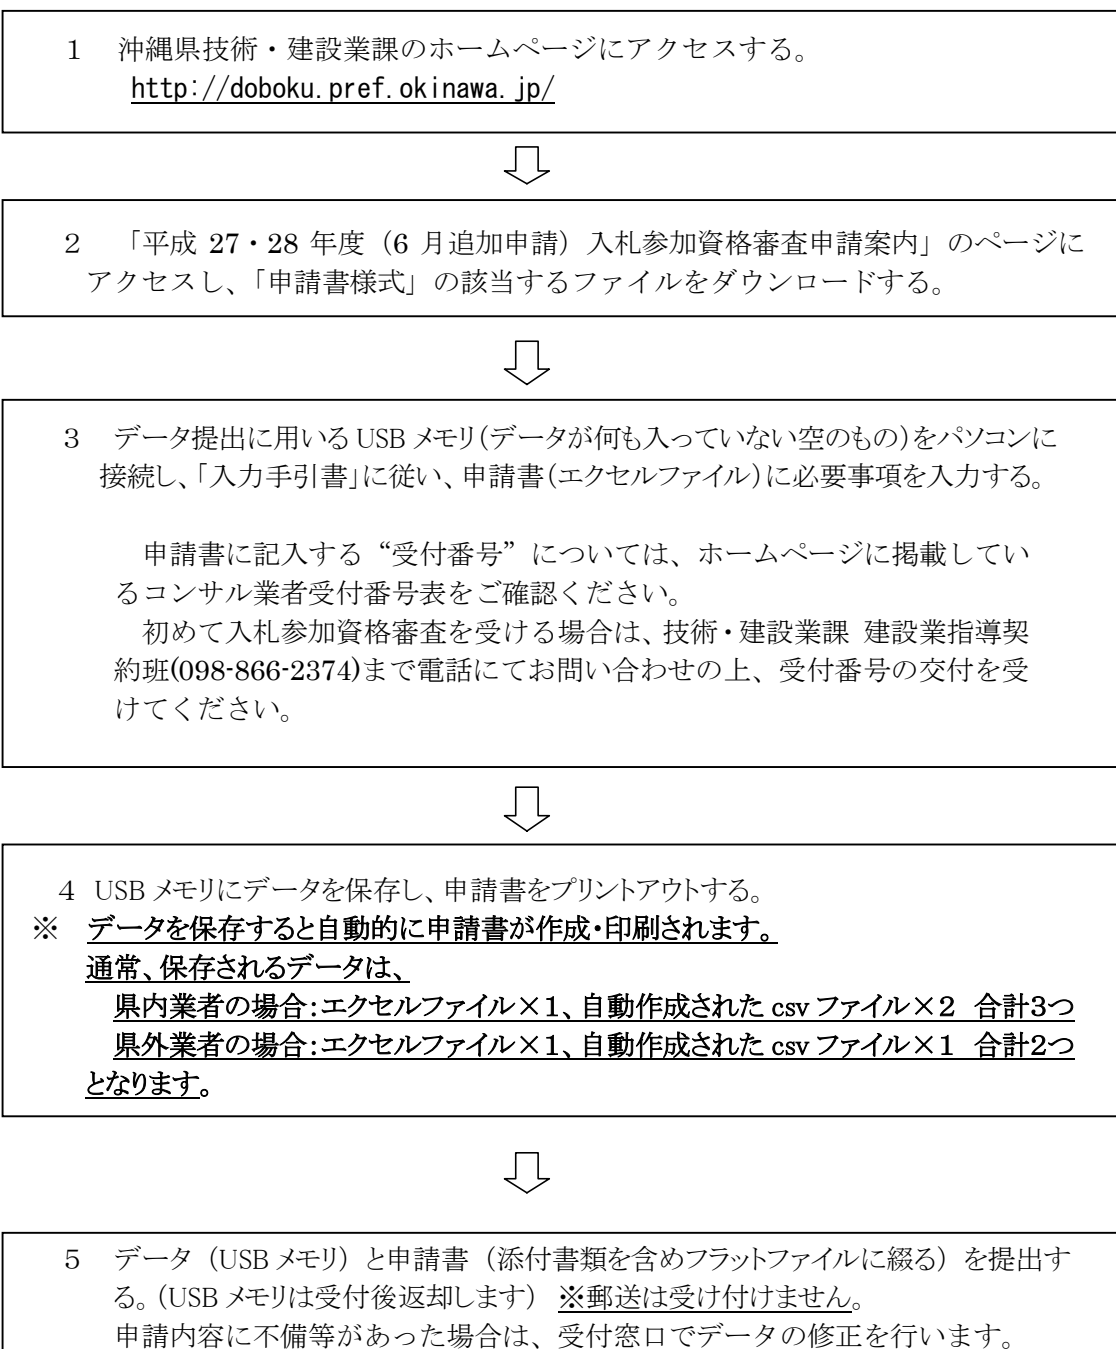 １　沖縄県技術・建設業課のホームページにアクセスする。
http://doboku.pref.okinawa.jp/
２　「平成 27・28 年度（6 月追加申請）入札参加資格審査申請案内」のページに
アクセスし、「申請書様式」の該当するファイルをダウンロードする。
３　データ提出に用いる USB メモリ（データが何も入っていない空のもの）をパソコンに
接続し、「入力手引書」に従い、申請書（エクセルファイル）に必要事項を入力する。
申請書に記入する“受付番号”については、ホームページに掲載してい
るコンサル業者受付番号表をご確認ください。
初めて入札参加資格審査を受ける場合は、技術・建設業課 建設業指導契
約班(098-866-2374)まで電話にてお問い合わせの上、受付番号の交付を受
けてください。
４ USB メモリにデータを保存し、申請書をプリントアウトする。
※　データを保存すると自動的に申請書が作成・印刷されます。
通常、保存されるデータは、
県内業者の場合：エクセルファイル×１、自動作成された csv ファイル×２　合計３つ
県外業者の場合：エクセルファイル×１、自動作成された csv ファイル×１　合計２つ
となります。
５　データ（USB メモリ）と申請書（添付書類を含めフラットファイルに綴る）を提出す
る。（USB メモリは受付後返却します）※郵送は受け付けません。
申請内容に不備等があった場合は、受付窓口でデータの修正を行います。